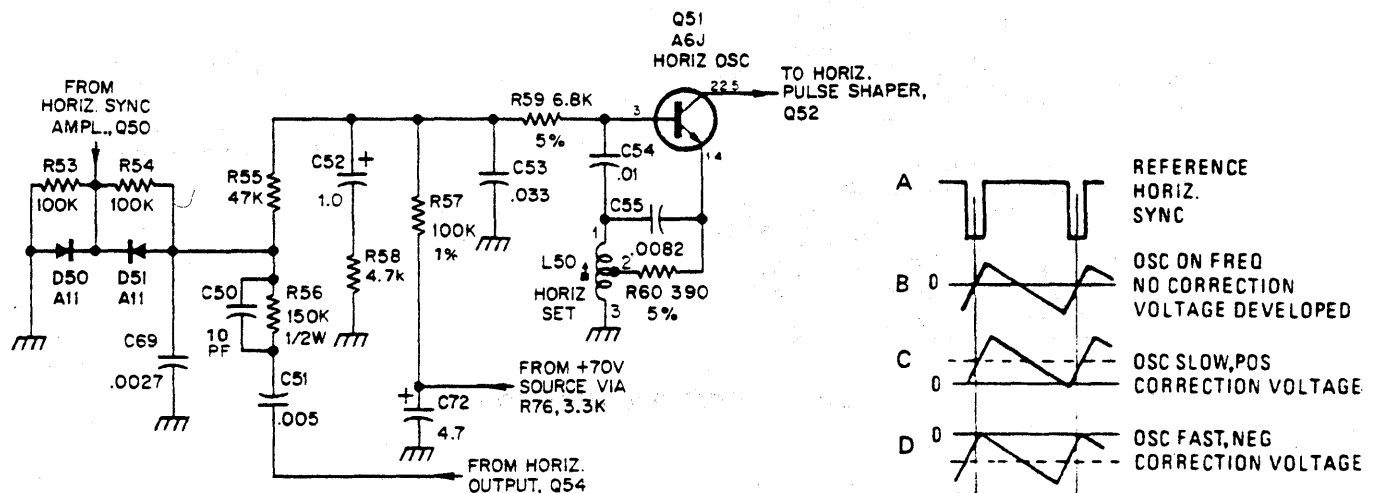 Q51
A6J
HORIZ OSC
22.5
TO HORIZ.
PULSE SHAPER,
Q52
FROM
HORIZ. SYNC
AMPL., Q50
R59 6.8K
5%
3
14
R53
100K
R54
100K
R55
47K
C52
+
1.0
R57
100K
1%
C53
.033
C54
.01
C55
.0082
D50
A11
D51
A11
C50
10
PF
R56
150K
1/2W
R58
4.7K
L50
HORIZ
SET
1
2
3
R60 390
5%
C69
.0027
C51
.005
FROM +70V
SOURCE VIA
R76, 3.3K
+
C72
4.7
FROM HORIZ.
OUTPUT, Q54
A
REFERENCE
HORIZ.
SYNC
B
0
OSC ON FREQ
NO CORRECTION
VOLTAGE DEVELOPED
C
0
OSC SLOW, POS
CORRECTION VOLTAGE
D
0
OSC FAST, NEG
CORRECTION VOLTAGE